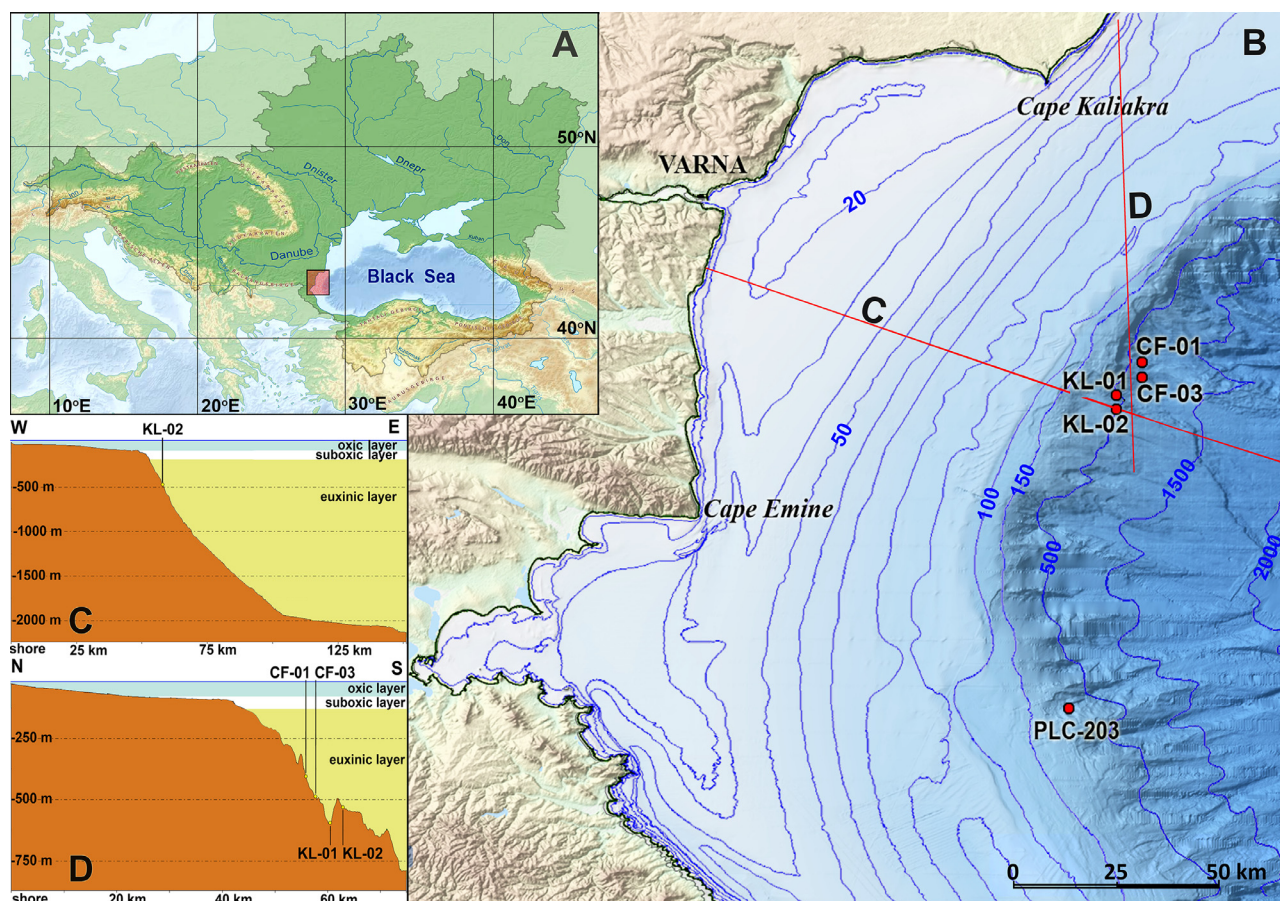 A
50°N
Don
Dnepr
Dnister
Inn
Danube
Kuban
Black Sea
40°N
10°E
20°E
30°E
40°E
B
Cape Kaliakra
VARNA
20
D
C
CF-01
KL-01
CF-03
KL-02
50
100
150
1500
Cape Emine
500
2000
PLC-203
0
25
50 km
W
KL-02
E
oxic layer
suboxic layer
-500 m
euxinic layer
-1000 m
-1500 m
-2000 m
C
shore
25 km
75 km
125 km
N
CF-01
CF-03
S
oxic layer
suboxic layer
-250 m
euxinic layer
-500 m
KL-01
KL-02
-750 m
D
shore
20 km
40 km
60 km